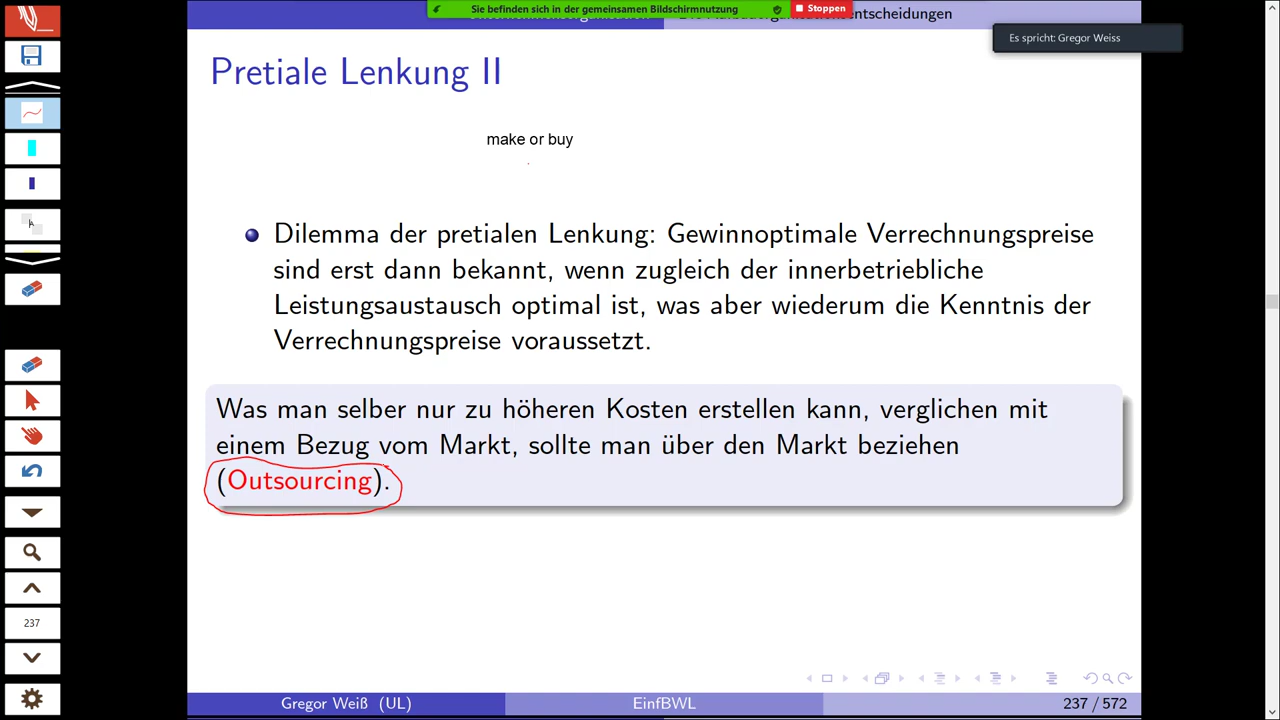 Sie befinden sich in der gemeinsamen Bildschirmnutzung
Stoppen
Es spricht: Gregor Weiss
Pretiale Lenkung II
make or buy
Dilemma der pretialen Lenkung: Gewinnoptimale Verrechnungspreise
sind erst dann bekannt, wenn zugleich der innerbetriebliche
Leistungsaustausch optimal ist, was aber wiederum die Kenntnis der
Verrechnungspreise voraussetzt.
Was man selber nur zu höheren Kosten erstellen kann, verglichen mit
einem Bezug vom Markt, sollte man über den Markt beziehen
(Outsourcing).
237
Gregor Weiß (UL)
EinfBWL
237 / 572